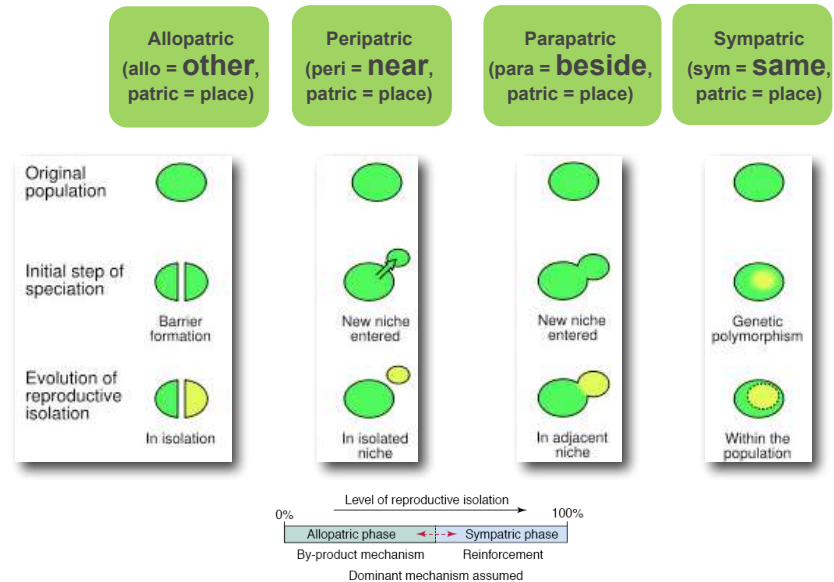 Allopatric
(allo = other,
patric = place)
Peripatric
(peri = near,
patric = place)
Parapatric
(para = beside,
patric = place)
Sympatric
(sym = same,
patric = place)
Original
population
Initial step of
speciation
Barrier
formation
New niche
entered
New niche
entered
Genetic
polymorphism
Evolution of
reproductive
isolation
In isolation
In isolated
niche
In adjacent
niche
Within the
population
Level of reproductive isolation
0%
100%
Allopatric phase
Sympatric phase
By-product mechanism
Reinforcement
Dominant mechanism assumed